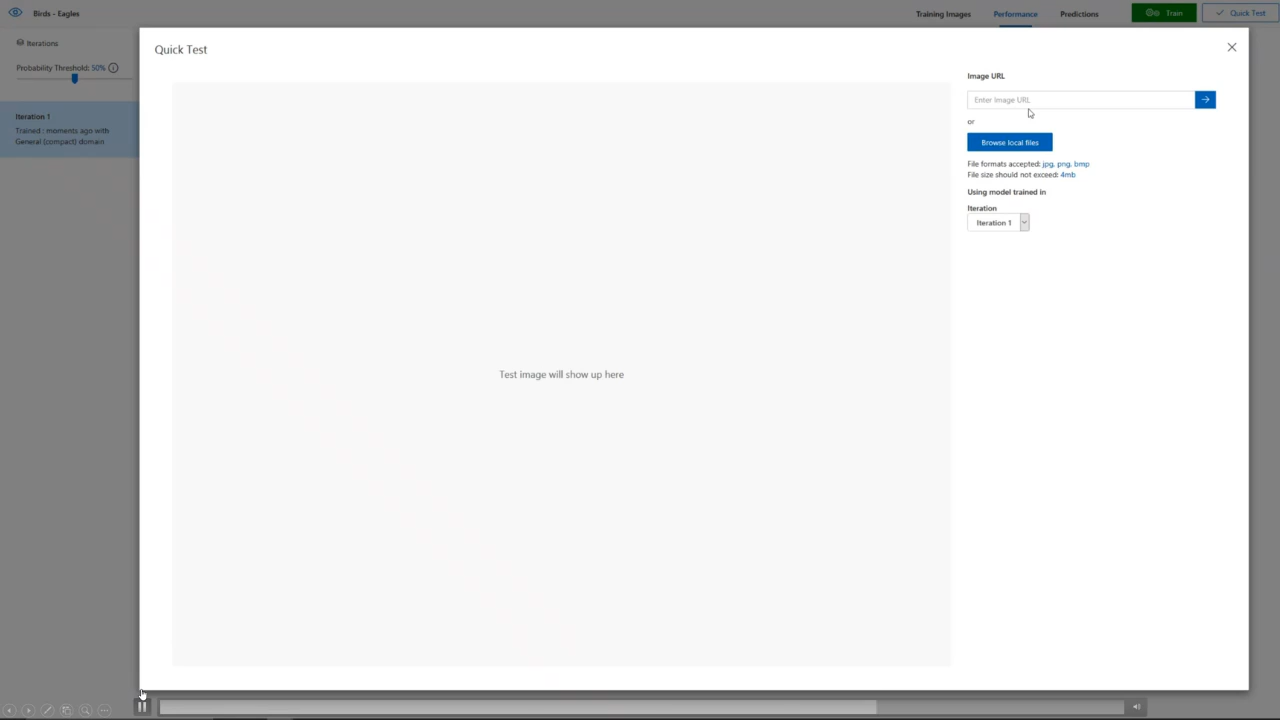 Birds - Eagles
Training Images
Performance
Predictions
Train
Quick Test
Iterations
Probability Threshold: 50%
Iteration 1
Trained : moments ago with
General (compact) domain
Quick Test
Test image will show up here
Image URL
Enter Image URL
or
Browse local files
File formats accepted: jpg, png, bmp
File size should not exceed: 4mb
Using model trained in
Iteration
Iteration 1